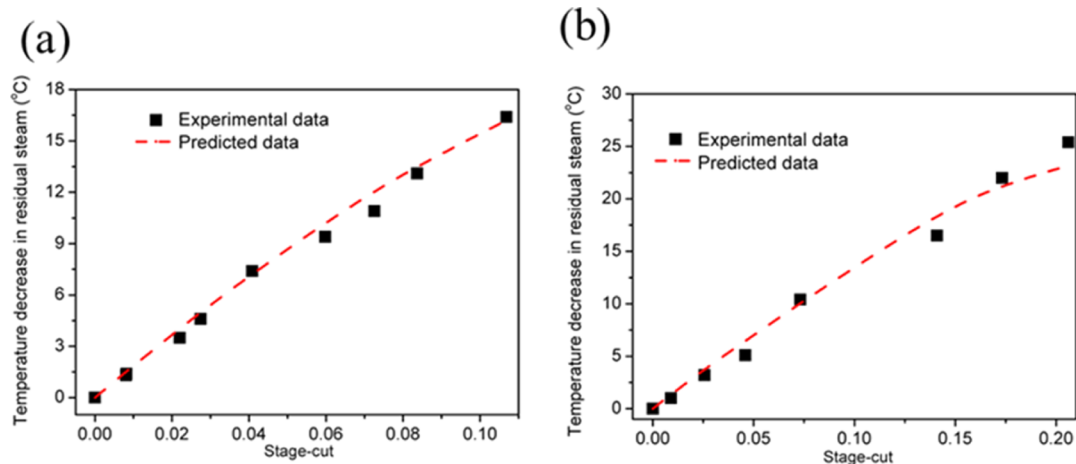 (a)
Temperature decrease in residual steam (°C)
18
15
12
9
6
3
0
Experimental data
Predicted data
0.00 0.02 0.04 0.06 0.08 0.10
Stage-cut
(b)
Temperature decrease in residual steam (°C)
30
25
20
15
10
5
0
Experimental data
Predicted data
0.00 0.05 0.10 0.15 0.20
Stage-cut